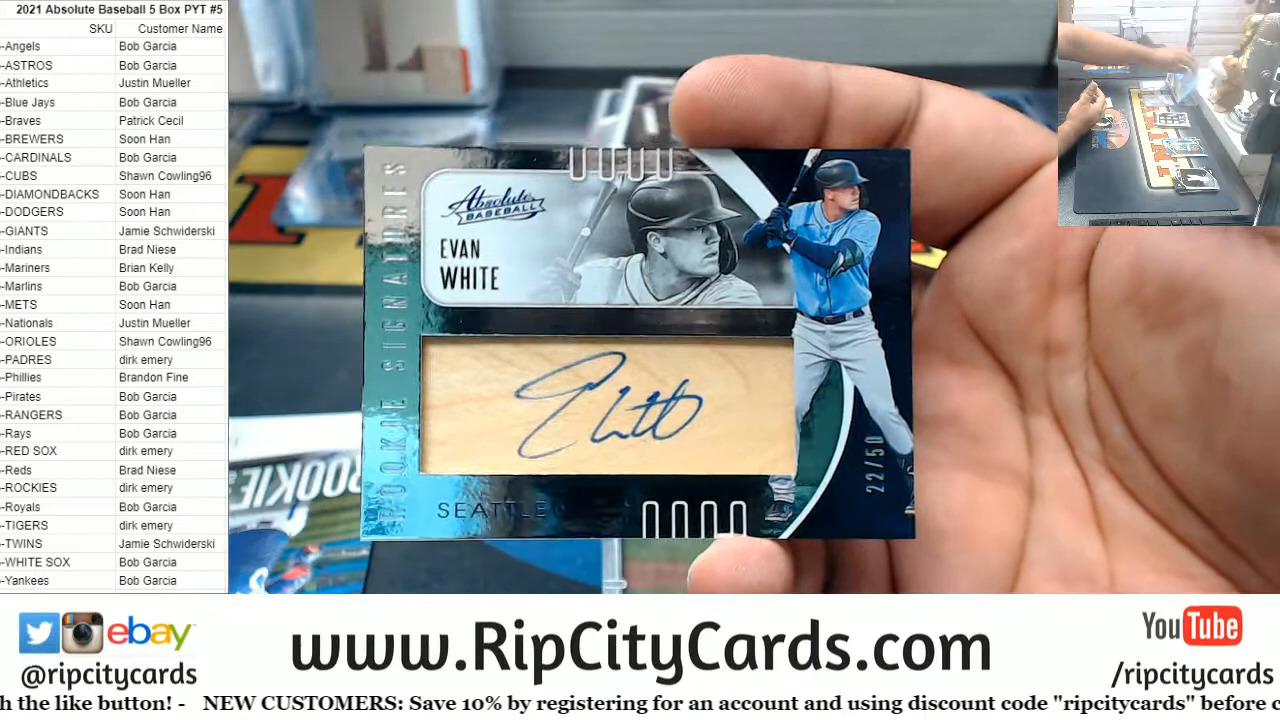 2021 Absolute Baseball 5 Box PYT #5
SKU Customer Name
-Angels Bob Garcia
-ASTROS Bob Garcia
-Athletics Justin Mueller
-Blue Jays Bob Garcia
-Braves Patrick Cecil
-BREWERS Soon Han
-CARDINALS Bob Garcia
-CUBS Shawn Cowling96
-DIAMONDBACKS Soon Han
-DODGERS Soon Han
-GIANTS Jamie Schwiderski
-Indians Brad Niese
-Mariners Brian Kelly
-Marlins Bob Garcia
-METS Soon Han
-Nationals Justin Mueller
-ORIOLES Shawn Cowling96
-PADRES dirk emery
-Phillies Brandon Fine
-Pirates Bob Garcia
-RANGERS Bob Garcia
-Rays Bob Garcia
-RED SOX dirk emery
-Reds Brad Niese
-ROCKIES dirk emery
-Royals Bob Garcia
-TIGERS dirk emery
-TWINS Jamie Schwiderski
-WHITE SOX Bob Garcia
-Yankees Bob Garcia
ROOKIE SIGNATURES
Absolute
BASEBALL
EVAN
WHITE
SEATTLE
22/50
ROOKIE
ebay
@ripcitycards
www.RipCityCards.com
YouTube
/ripcitycards
h the like button! - NEW CUSTOMERS: Save 10% by registering for an account and using discount code "ripcitycards" before c